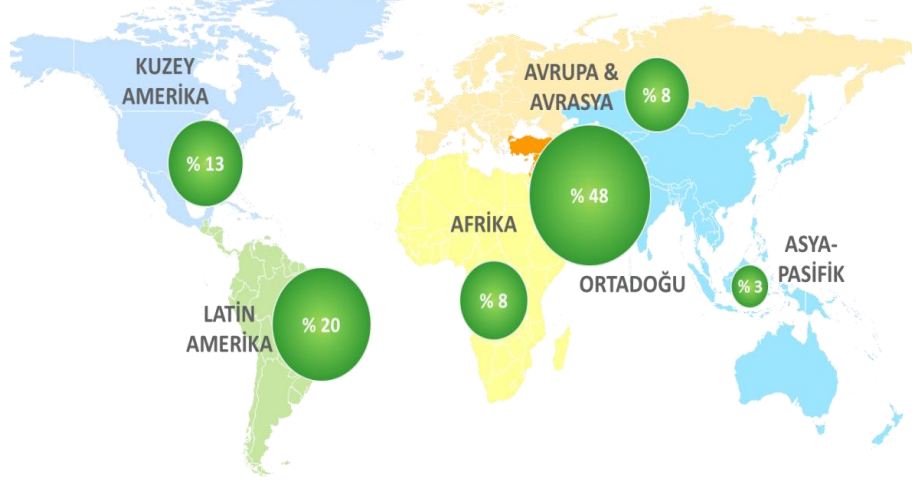 KUZEY
AMERİKA
% 13
AVRUPA &
AVRASYA
% 8
% 48
AFRİKA
ORTADOĞU
ASYA-
PASİFİK
% 3
% 8
LATİN
AMERİKA
% 20